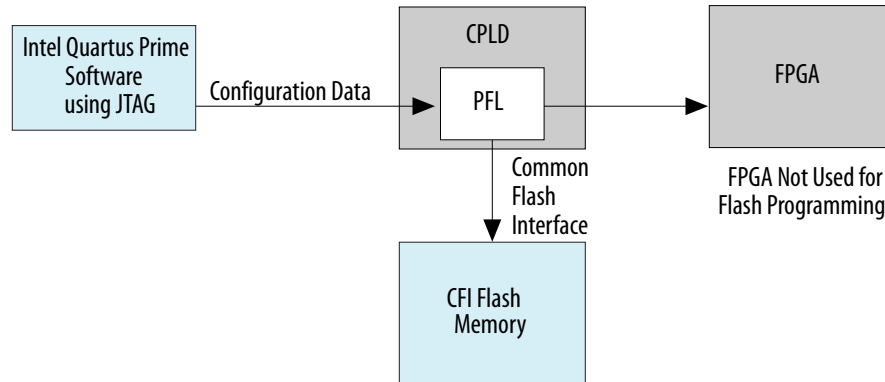 Intel Quartus Prime
Software
using JTAG
Configuration Data
CPLD
PFL
FPGA
FPGA Not Used for
Flash Programming
Common
Flash
Interface
CFI Flash
Memory